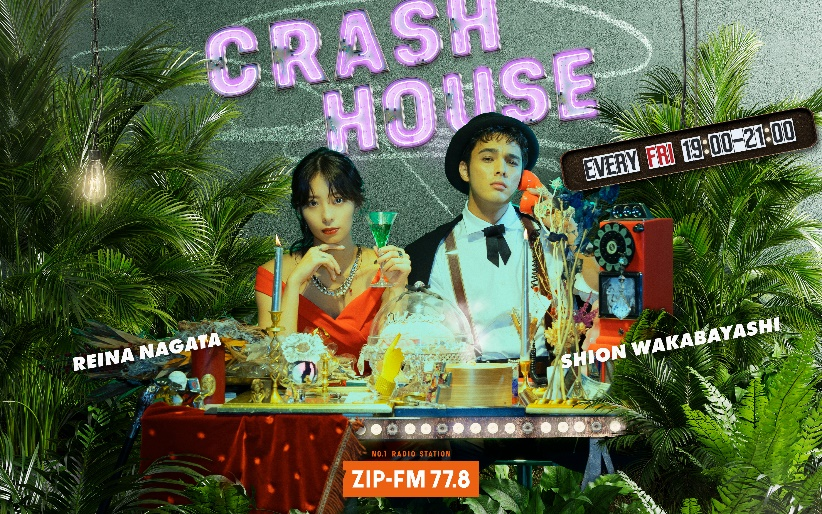 CRASH
HOUSE
EVERY FRI 19:00-21:00
REINA NAGATA
SHION WAKABAYASHI
NO.1 RADIO STATION
ZIP-FM 77.8